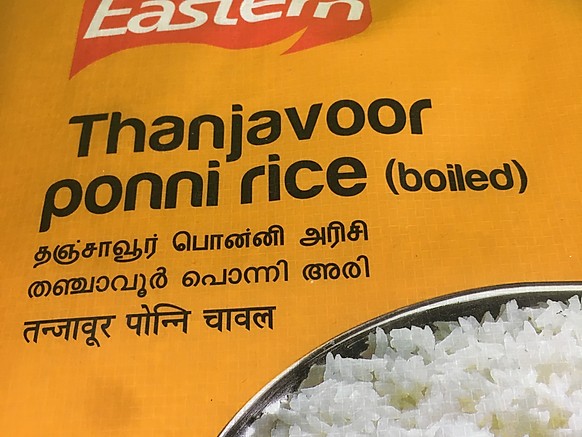 Eastern
Thanjavoor
ponni rice (boiled)
தஞ்சாவூர் பொன்னி அரிசி
തഞ്ചാവൂർ പൊന്നി അരി
तन्जावूर पोन्नि चावल